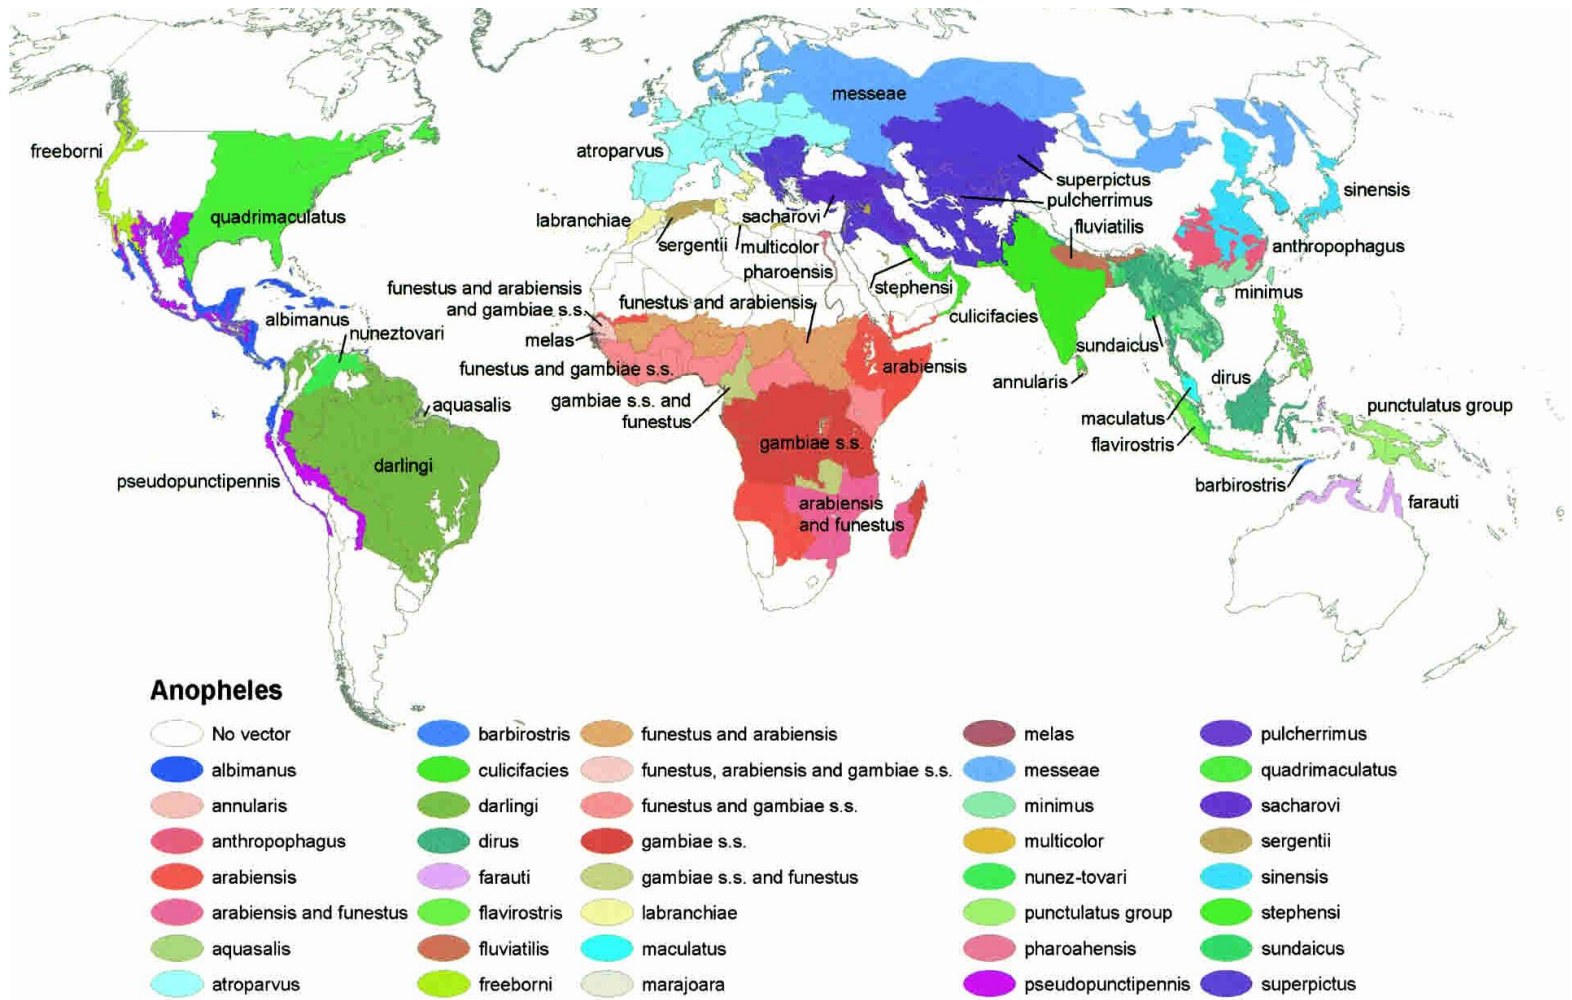 messeae
freeborni
atroparvus
superpictus
pulcherrimus
sinensis
quadrimaculatus
labranchiae
sacharovi
fluviatilis
sergentii
multicolor
anthropophagus
pharoensis
funestus and arabiensis
and gambiae s.s.
funestus and arabiensis
stephensi
minimus
albimanus
nuneztovari
culicifacies
melas
sundaicus
funestus and gambiae s.s.
arabiensis
annularis
dirus
gambiae s.s. and
funestus
aquasalis
maculatus
punctulatus group
flavirostris
gambiae s.s.
darlingi
pseudopunctipennis
barbirostris
farauti
arabiensis
and funestus
Anopheles
No vector
albimanus
annularis
anthropophagus
arabiensis
arabiensis and funestus
aquasalis
atroparvus
barbirostris
culicifacies
darlingi
dirus
farauti
flavirostris
fluviatilis
freeborni
funestus and arabiensis
funestus, arabiensis and gambiae s.s.
funestus and gambiae s.s.
gambiae s.s.
gambiae s.s. and funestus
labranchiae
maculatus
marajoara
melas
messeae
minimus
multicolor
nunez-tovari
punctulatus group
pharoahensis
pseudopunctipennis
pulcherrimus
quadrimaculatus
sacharovi
sergentii
sinensis
stephensi
sundaicus
superpictus